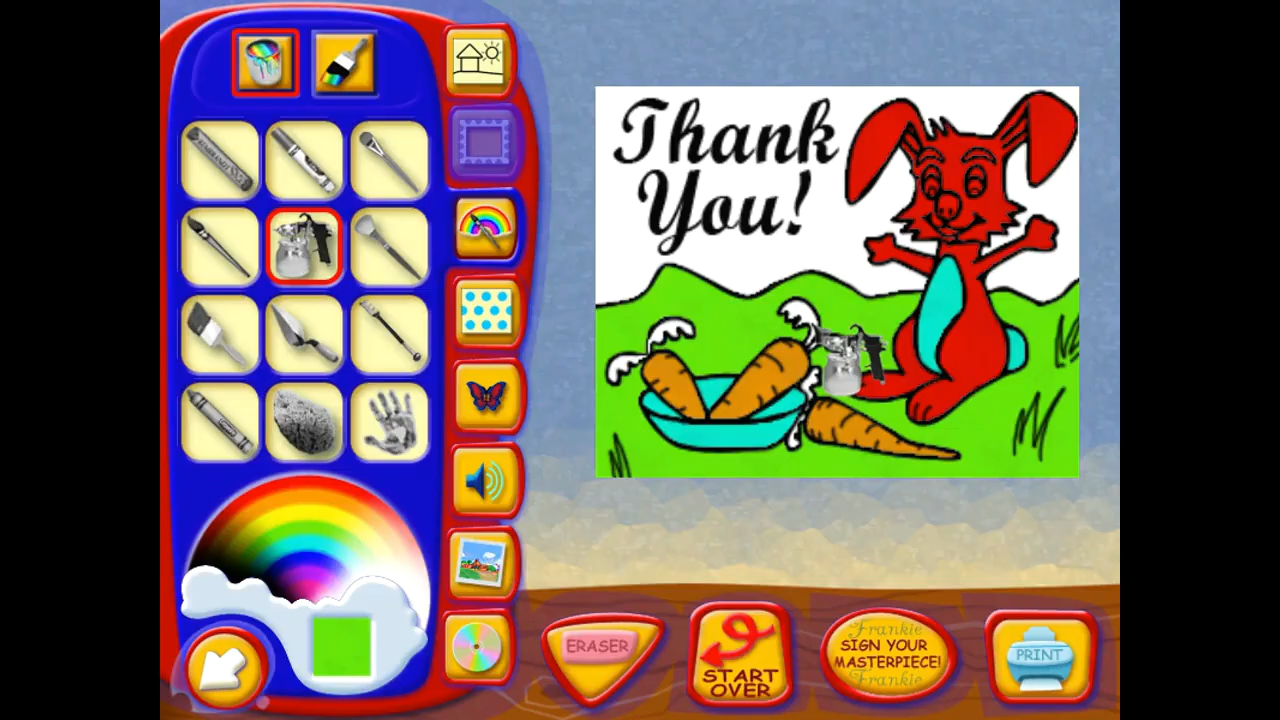 Thank
You!
ERASER
START
OVER
Frankie
SIGN YOUR
MASTERPIECE!
Frankie
PRINT